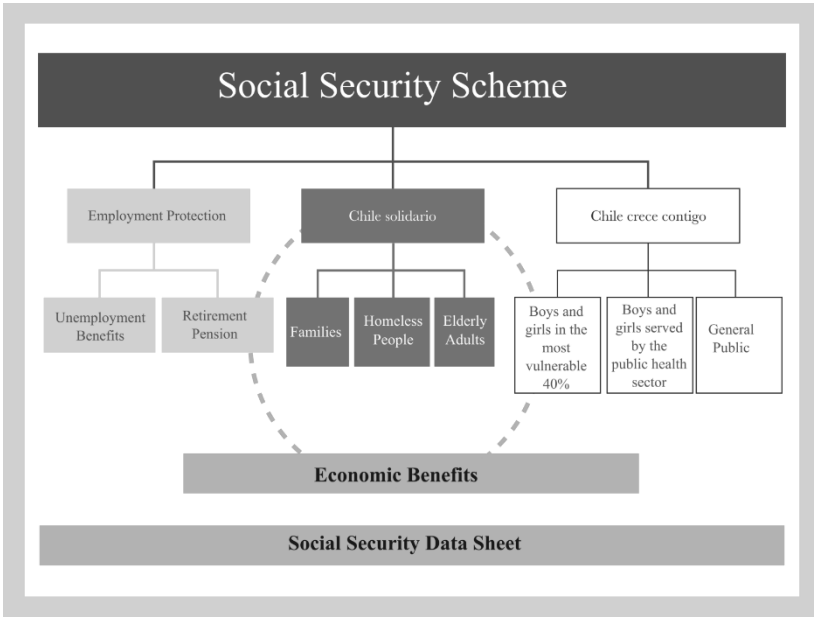 Social Security Scheme
Employment Protection
Chile solidario
Chile crece contigo
Unemployment
Benefits
Retirement
Pension
Families
Homeless
People
Elderly
Adults
Boys and
girls in the
most
vulnerable
40%
Boys and
girls served
by the
public health
sector
General
Public
Economic Benefits
Social Security Data Sheet